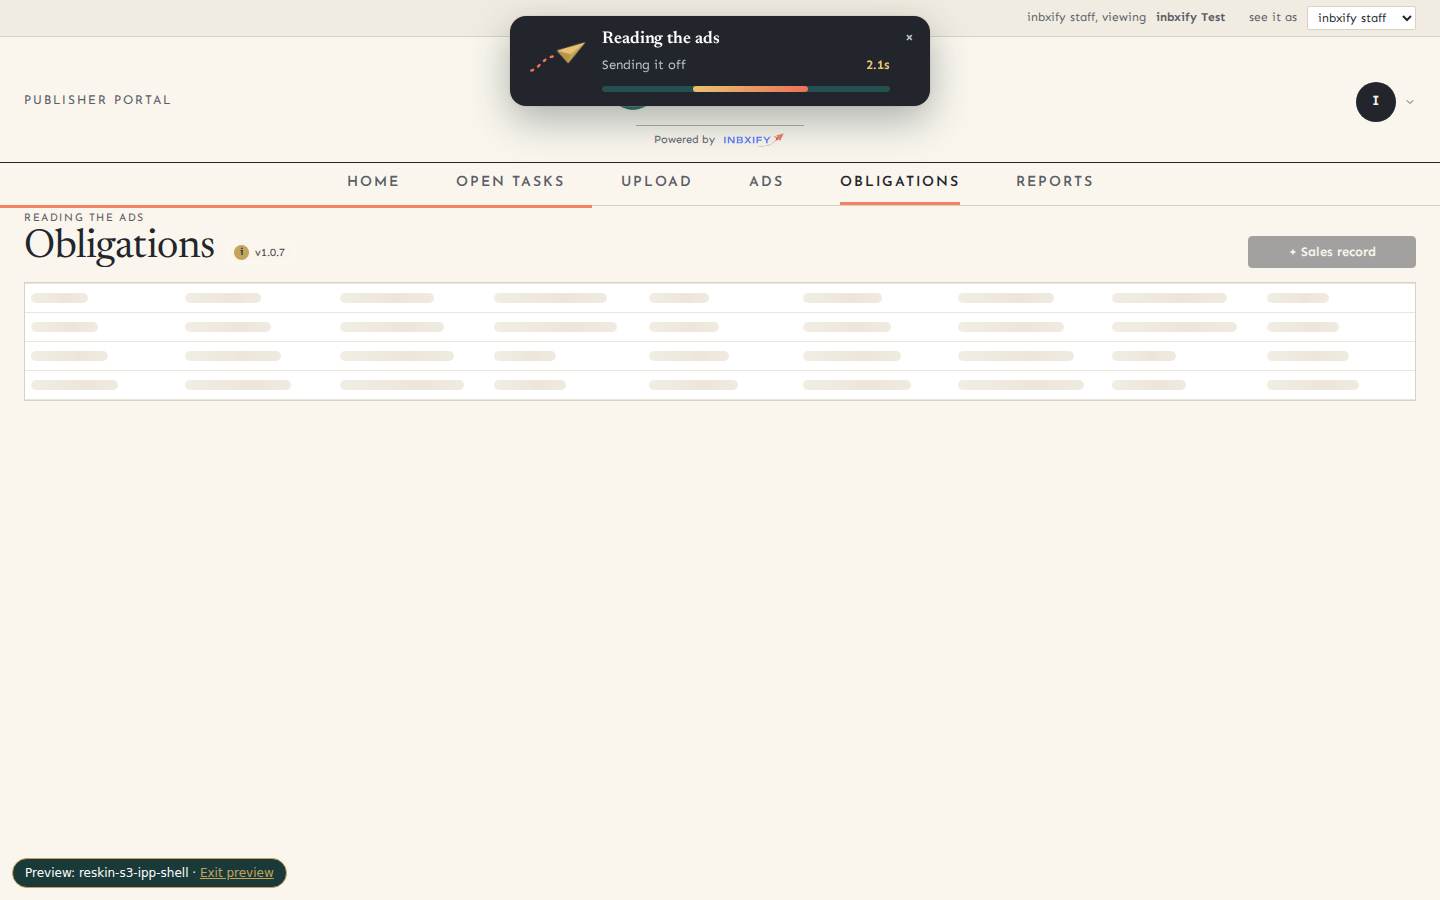 inbxify staff, viewing inbxify Test see it as inbxify staff
Reading the ads ×
Sending it off 2.1s
PUBLISHER PORTAL I
Powered by INBXIFY
HOME OPEN TASKS UPLOAD ADS OBLIGATIONS REPORTS
READING THE ADS
Obligations i v1.0.7 + Sales record
Preview: reskin-s3-ipp-shell · Exit preview